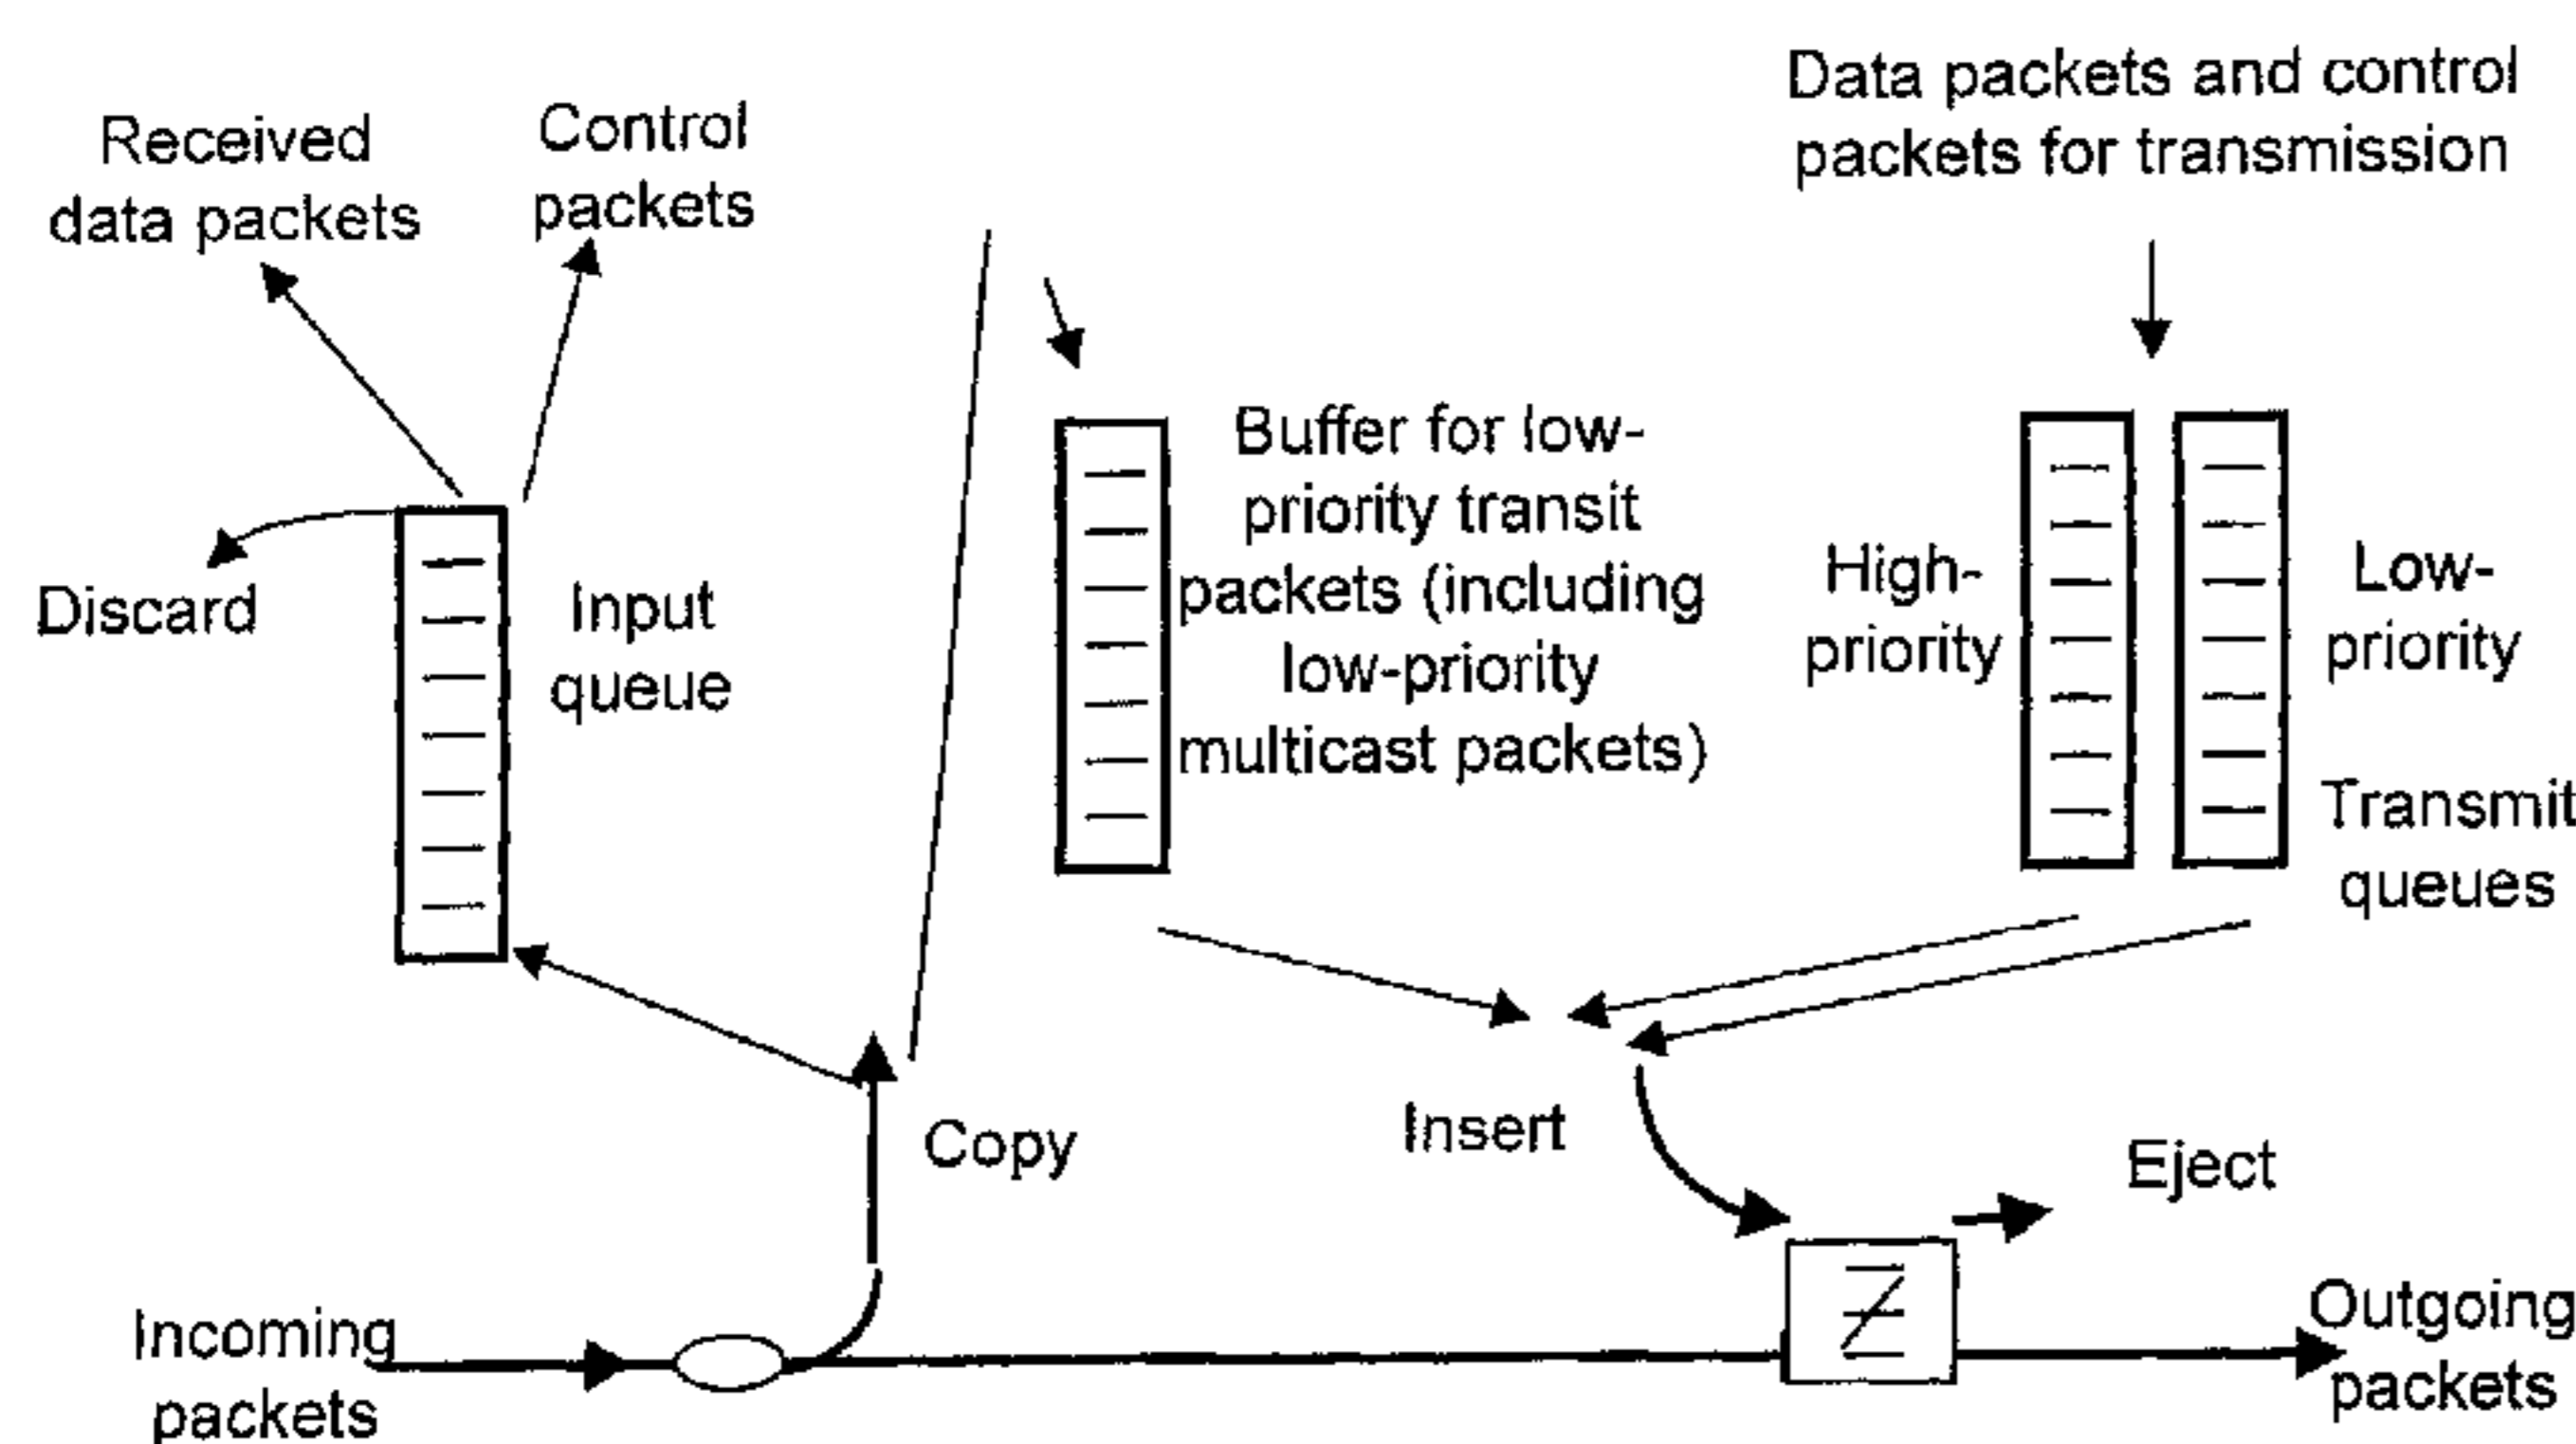 Data packets and control
packets for transmission
Received
data packets
Control
packets
Discard
Input
queue
Buffer for low-
priority transit
packets (including
low-priority
multicast packets)
High-
priority
Low-
priority
Transmit
queues
Copy
Insert
Eject
Incoming
packets
Outgoing
packets